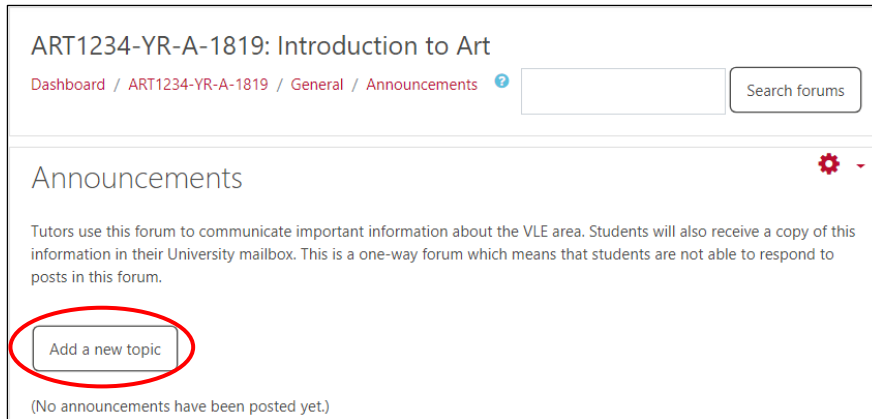 ART1234-YR-A-1819: Introduction to Art
Dashboard / ART1234-YR-A-1819 / General / Announcements ?
Search forums
Announcements
Tutors use this forum to communicate important information about the VLE area. Students will also receive a copy of this
information in their University mailbox. This is a one-way forum which means that students are not able to respond to
posts in this forum.
Add a new topic
(No announcements have been posted yet.)